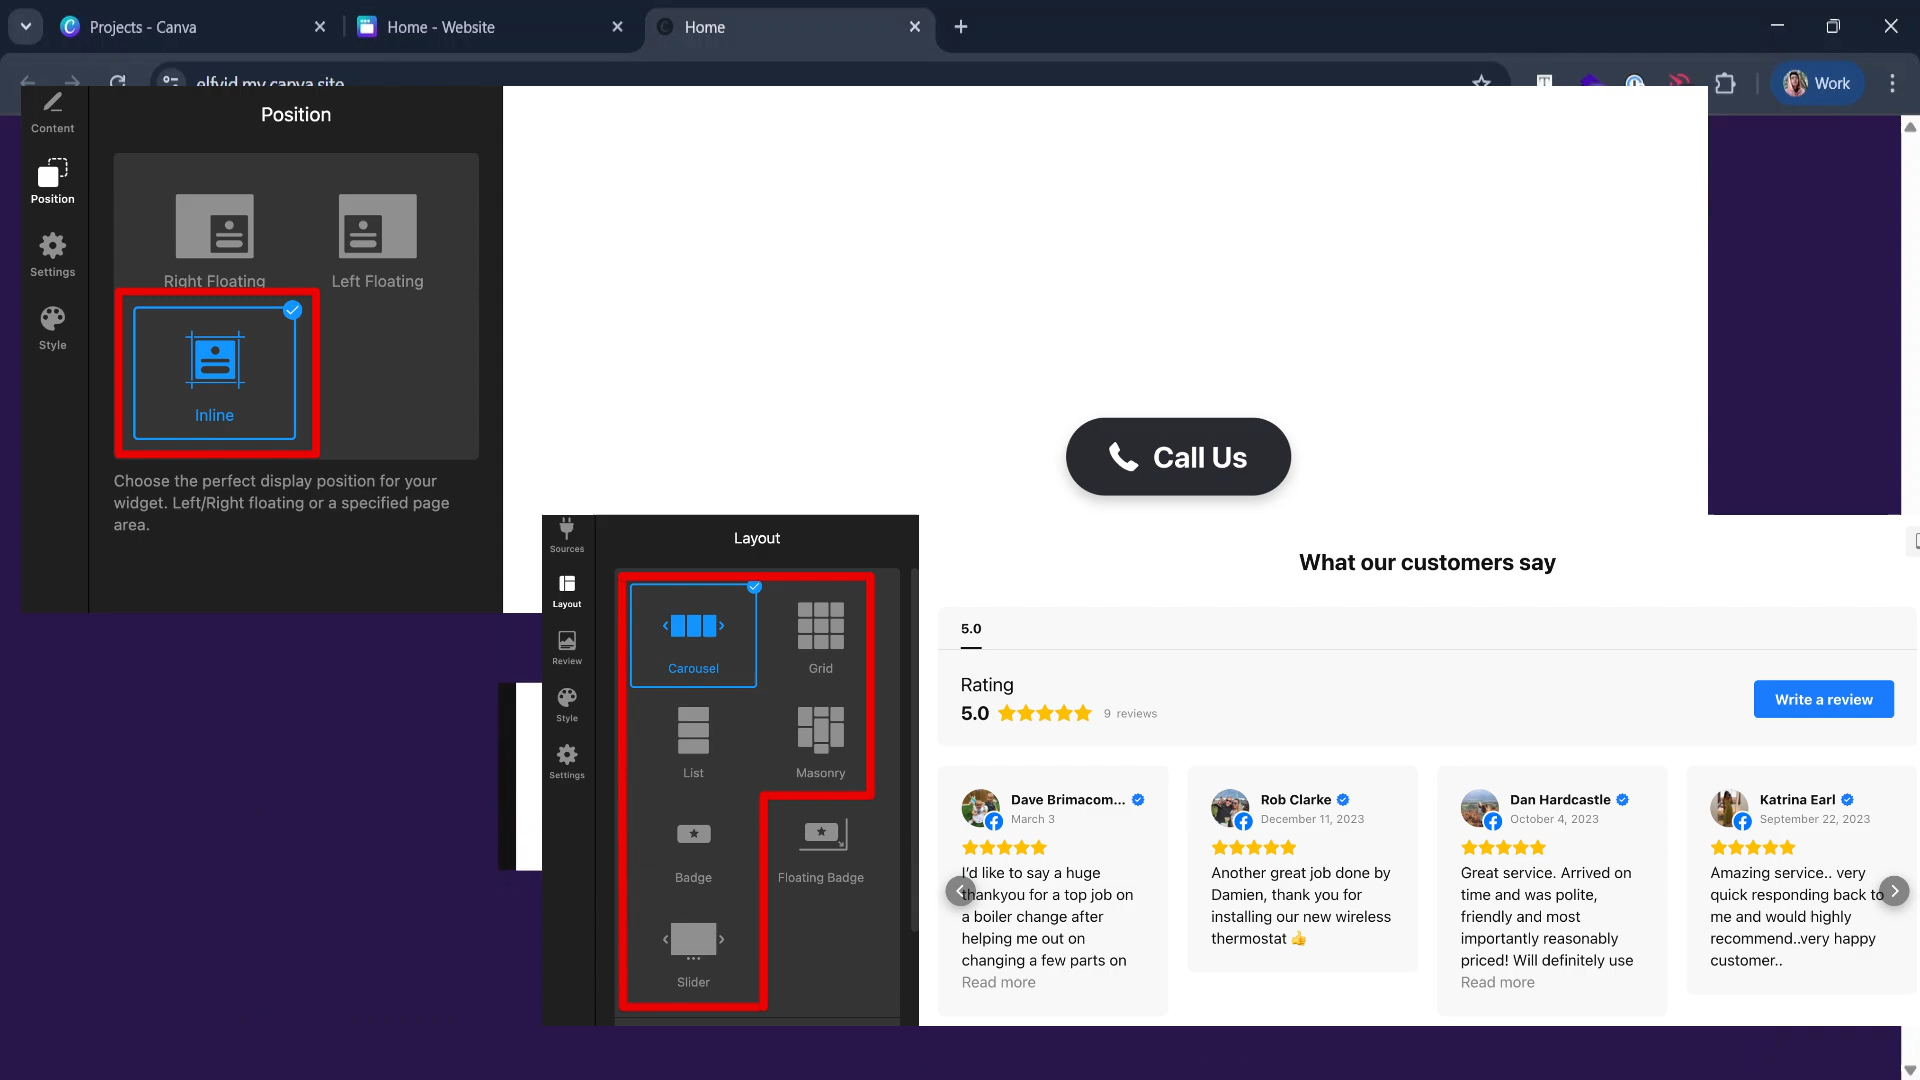 Projects - Canva
Home - Website
Home
elfvid.my.canva.site
Work
Content
Position
Settings
Style
Position
Right Floating
Left Floating
Inline
Choose the perfect display position for your
widget. Left/Right floating or a specified page
area.
Call Us
Sources
Layout
Review
Style
Settings
Layout
Carousel
Grid
List
Masonry
Badge
Floating Badge
Slider
What our customers say
5.0
Rating
5.0
9 reviews
Write a review
Dave Brimacom...
March 3
I'd like to say a huge
thankyou for a top job on
a boiler change after
helping me out on
changing a few parts on
Read more
Rob Clarke
December 11, 2023
Another great job done by
Damien, thank you for
installing our new wireless
thermostat 👍
Dan Hardcastle
October 4, 2023
Great service. Arrived on
time and was polite,
friendly and most
importantly reasonably
priced! Will definitely use
Read more
Katrina Earl
September 22, 2023
Amazing service.. very
quick responding back to
me and would highly
recommend..very happy
customer..